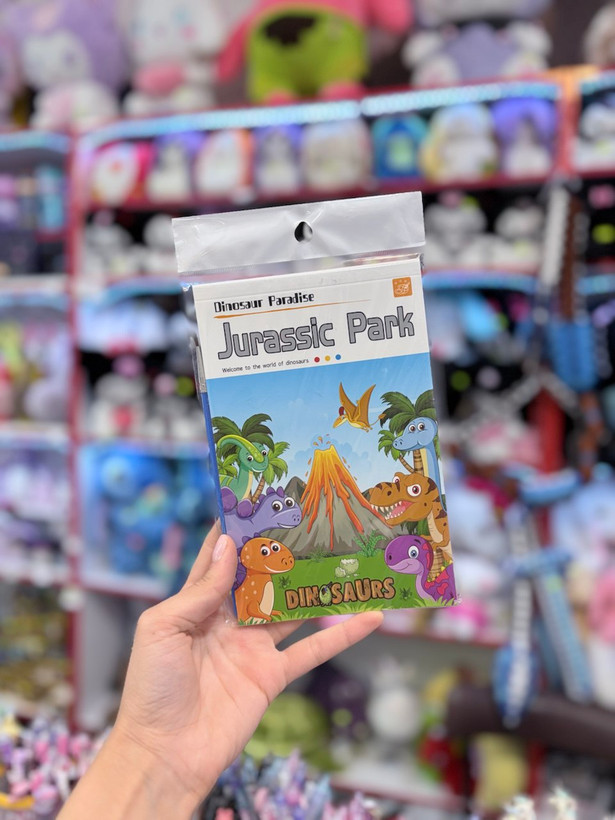 Dinosaur Paradise
Jurassic Park
Welcome to the world of dinosaurs
DINOSAURS